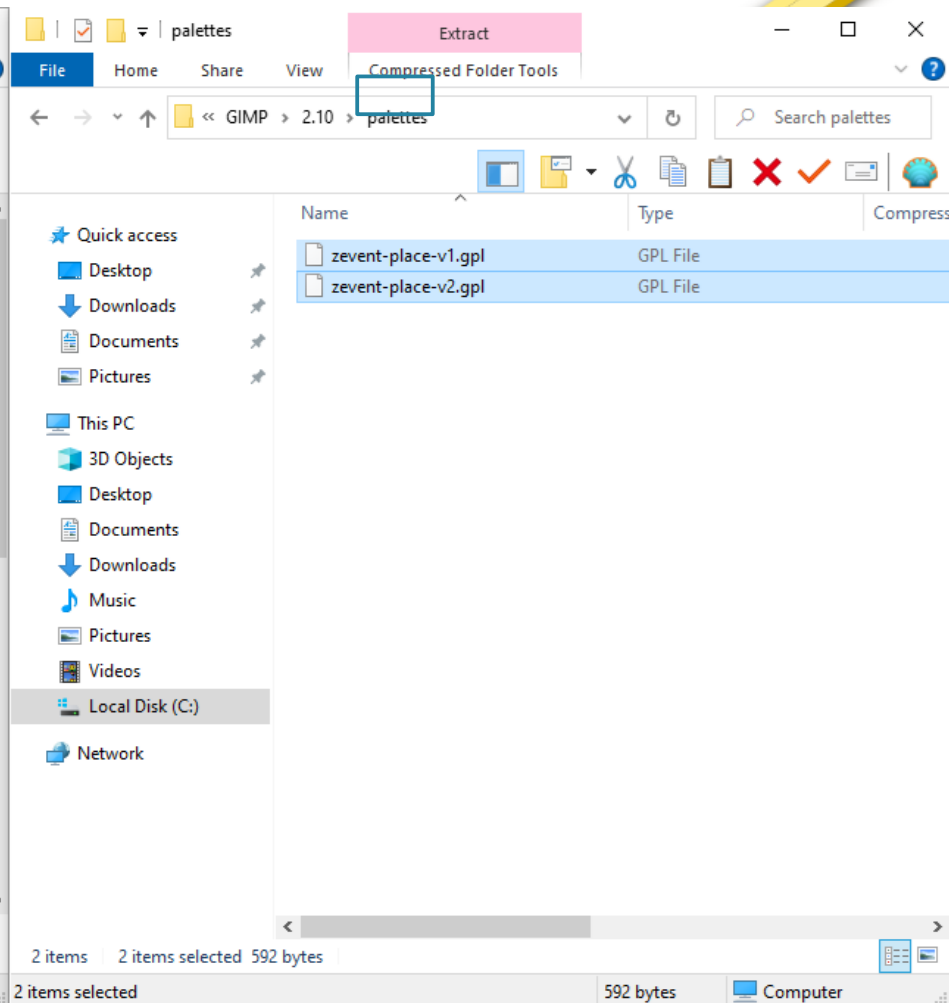 palettes
Extract
File Home Share View Compressed Folder Tools
« GIMP › 2.10 › palettes
Search palettes
Name Type Compress
Quick access
Desktop
Downloads
Documents
Pictures
This PC
3D Objects
Desktop
Documents
Downloads
Music
Pictures
Videos
Local Disk (C:)
Network
zevent-place-v1.gpl GPL File
zevent-place-v2.gpl GPL File
2 items 2 items selected 592 bytes
2 items selected 592 bytes Computer